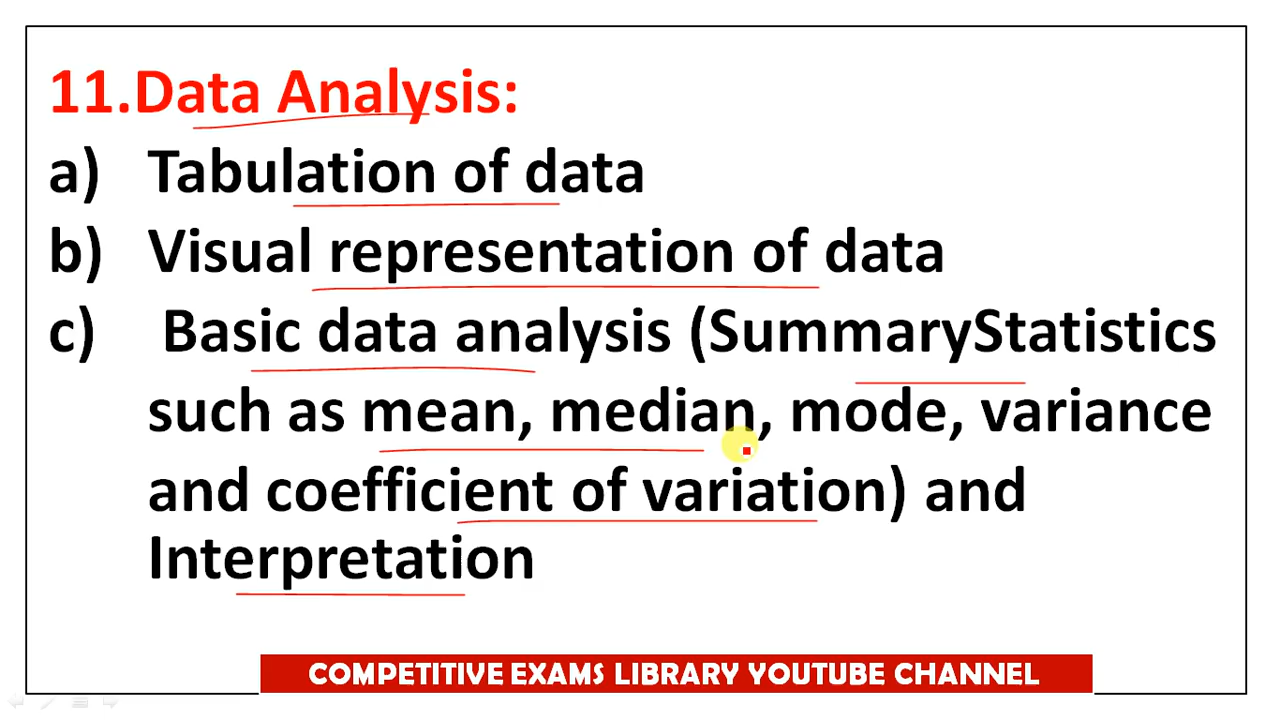 11.Data Analysis:
a) Tabulation of data
b) Visual representation of data
c) Basic data analysis (SummaryStatistics
such as mean, median, mode, variance
and coefficient of variation) and
Interpretation
COMPETITIVE EXAMS LIBRARY YOUTUBE CHANNEL